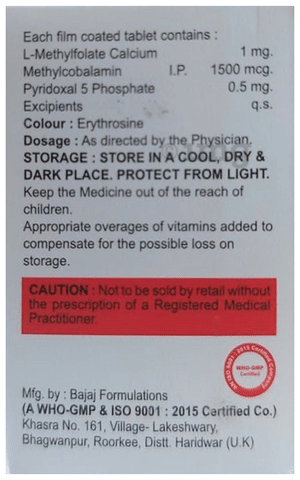 Each film coated tablet contains :
L-Methylfolate Calcium 1 mg.
Methylcobalamin I.P. 1500 mcg.
Pyridoxal 5 Phosphate 0.5 mg.
Excipients q.s.
Colour : Erythrosine
Dosage : As directed by the Physician.
STORAGE : STORE IN A COOL, DRY &
DARK PLACE. PROTECT FROM LIGHT.
Keep the Medicine out of the reach of
children.
Appropriate overages of vitamins added to
compensate for the possible loss on
storage.
CAUTION : Not to be sold by retail without
the prescription of a Registered Medical
Practitioner.
WHO-GMP
Certified
Mfg. by : Bajaj Formulations
(A WHO-GMP & ISO 9001 : 2015 Certified Co.)
Khasra No. 161, Village- Lakeshwary,
Bhagwanpur, Roorkee, Distt. Haridwar (U.K)